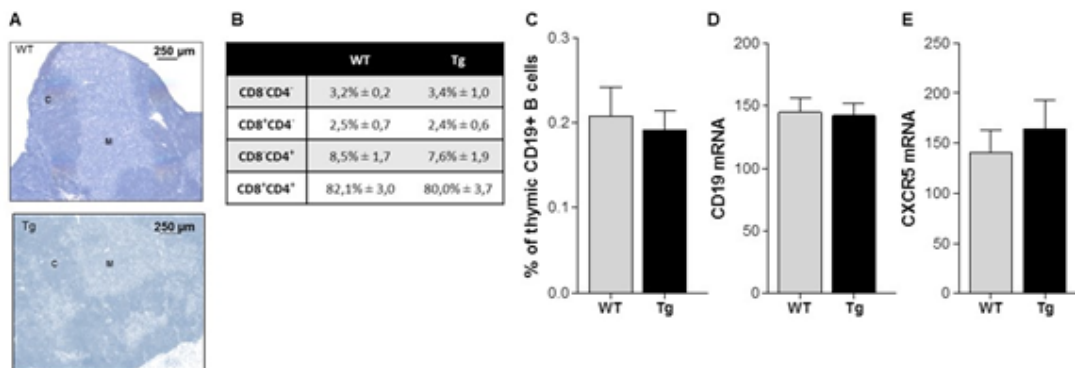 A
WT
250 µm
C
M
Tg
250 µm
C
M
B
WT Tg
CD8⁻CD4⁻ 3,2% ± 0,2 3,4% ± 1,0
CD8⁺CD4⁻ 2,5% ± 0,7 2,4% ± 0,6
CD8⁻CD4⁺ 8,5% ± 1,7 7,6% ± 1,9
CD8⁺CD4⁺ 82,1% ± 3,0 80,0% ± 3,7
C
% of thymic CD19+ B cells
0.3
0.2
0.1
0.0
WT Tg
D
CD19 mRNA
200
150
100
50
0
WT Tg
E
CXCR5 mRNA
250
200
150
100
50
0
WT Tg